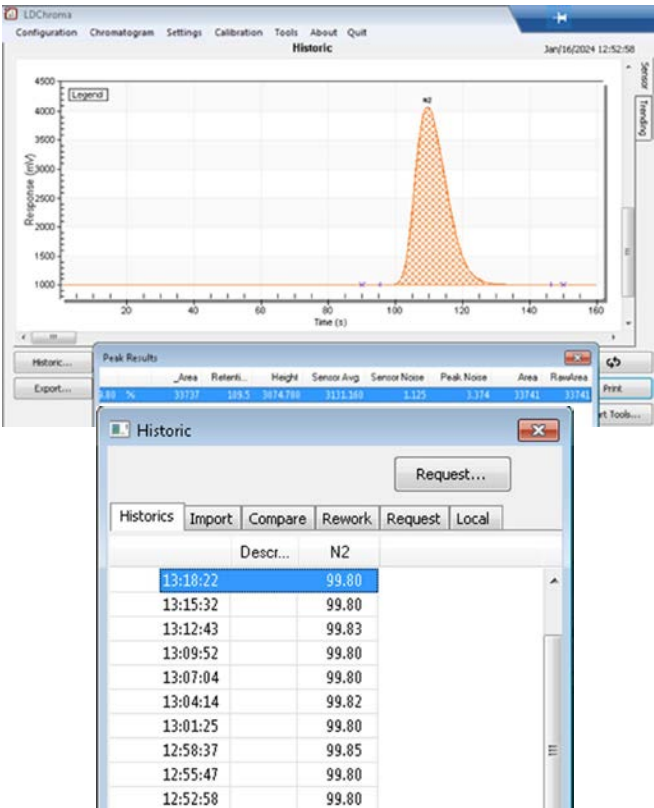 LDChroma
Configuration Chromatogram Settings Calibration Tools About Quit
Historic Jan/16/2024 12:52:58
Sensor
Trending
Legend
N2
4500
4000
3500
3000
2500
2000
1500
1000
Response (mV)
20 40 60 80 100 120 140 160
Time (s)
Historic...
Export...
Print
rt Tools...
Peak Results
_Area Retenti... Height Sensor Avg Sensor Noise Peak Noise Area RawArea
9.80 % 33737 109.5 3074.780 3131.160 1.125 3.374 33741 33741
Historic
Request...
Historics Import Compare Rework Request Local
Descr... N2
13:18:22 99.80
13:15:32 99.80
13:12:43 99.83
13:09:52 99.80
13:07:04 99.80
13:04:14 99.82
13:01:25 99.80
12:58:37 99.85
12:55:47 99.80
12:52:58 99.80